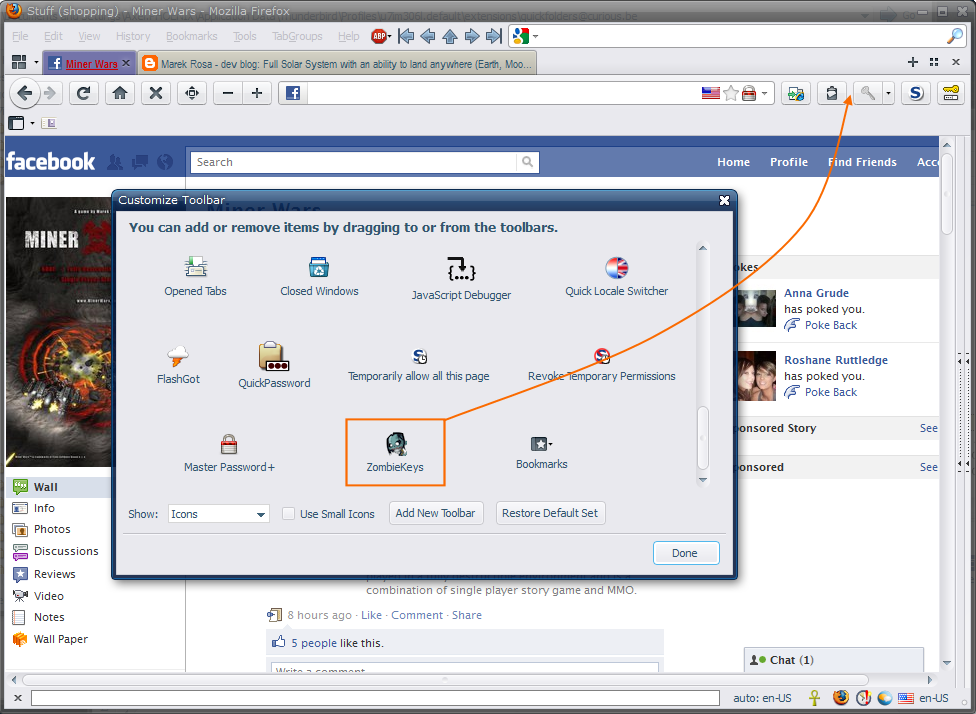 Stuff (shopping) - Miner Wars - Mozilla Firefox
File Edit View History Bookmarks Tools TabGroups Help ABP
Miner Wars
Marek Rosa - dev blog: Full Solar System with an ability to land anywhere (Earth, Moo...
facebook
Search
Home Profile Find Friends Acc
Miner Wars
MINER
Customize Toolbar
You can add or remove items by dragging to or from the toolbars.
Opened Tabs
Closed Windows
JavaScript Debugger
Quick Locale Switcher
FlashGot
QuickPassword
Temporarily allow all this page
Revoke Temporary Permissions
Master Password+
ZombieKeys
Bookmarks
Show: Icons
Use Small Icons
Add New Toolbar
Restore Default Set
Done
okes
Anna Grude
has poked you.
Poke Back
Roshane Ruttledge
has poked you.
Poke Back
onsored Story See
onsored See
Wall
Info
Photos
Discussions
Reviews
Video
Notes
Wall Paper
combination of single player story game and MMO.
8 hours ago · Like · Comment · Share
5 people like this.
Write a comment...
Chat (1)
auto: en-US
en-US